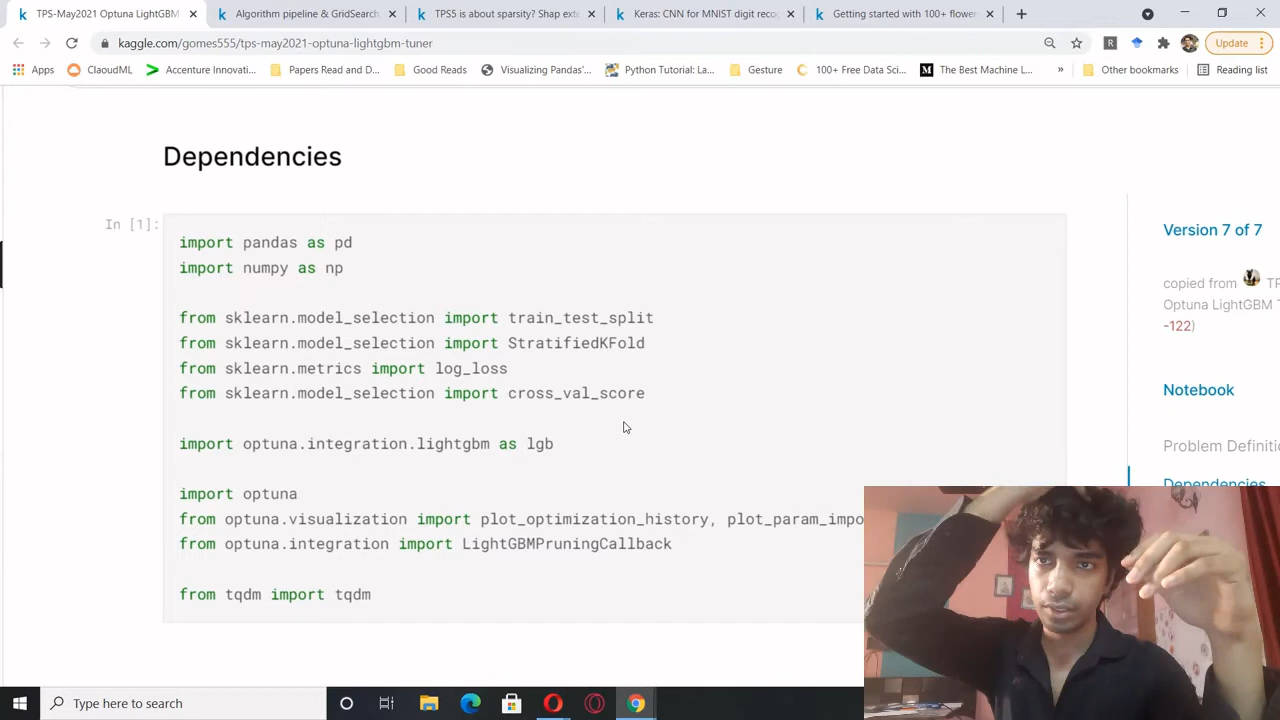 TPS-May2021 Optuna LightGBM
Algorithm pipeline & GridSearch
TPS5 is about sparsity? Shap ext
Keras: CNN for MNIST digit reco
Getting started with 100+ flower
kaggle.com/gomes555/tps-may2021-optuna-lightgbm-tuner
Update
Apps
ClaoudML
Accenture Innovati...
Papers Read and D...
Good Reads
Visualizing Pandas'...
Python Tutorial: La...
Gesture
100+ Free Data Sci...
The Best Machine L...
»
Other bookmarks
Reading list
Dependencies
In [1]:
import pandas as pd
import numpy as np
from sklearn.model_selection import train_test_split
from sklearn.model_selection import StratifiedKFold
from sklearn.metrics import log_loss
from sklearn.model_selection import cross_val_score
import optuna.integration.lightgbm as lgb
import optuna
from optuna.visualization import plot_optimization_history, plot_param_impo
from optuna.integration import LightGBMPruningCallback
from tqdm import tqdm
Version 7 of 7
copied from TP
Optuna LightGBM T
-122)
Notebook
Problem Definiti
Dependencies
Type here to search